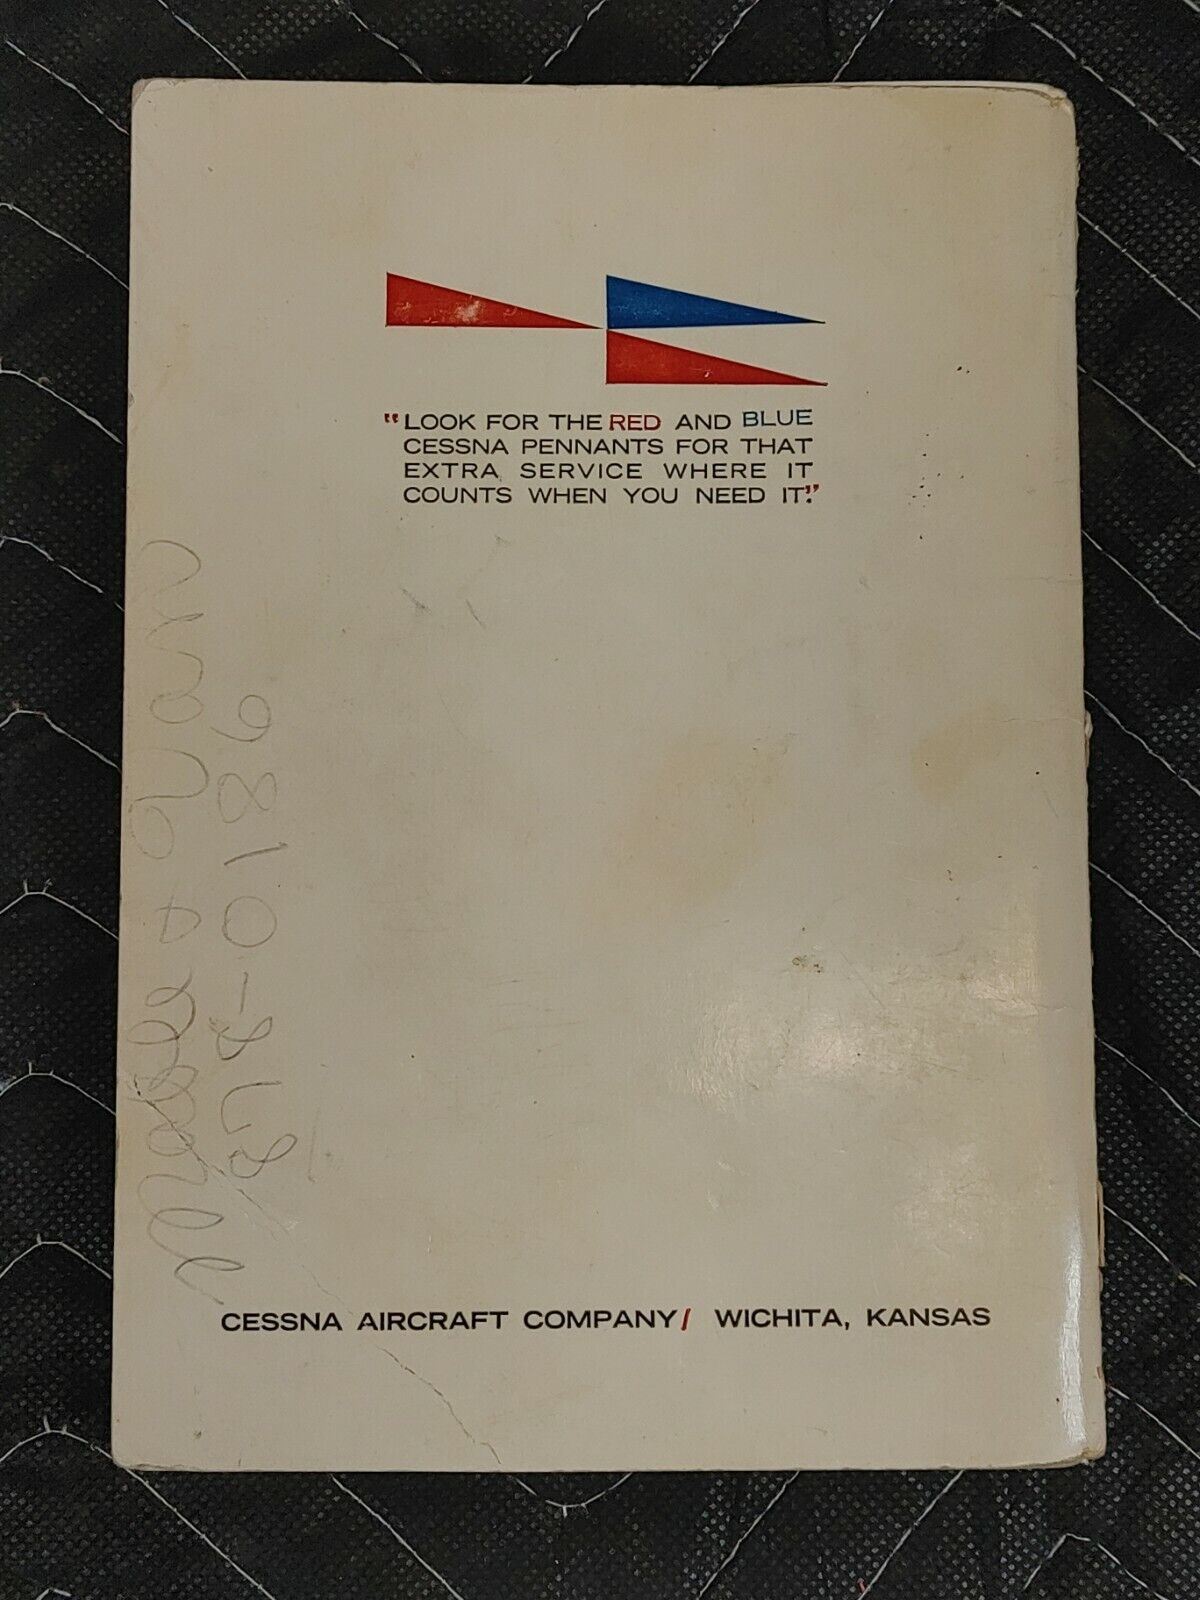 "LOOK FOR THE RED AND BLUE
CESSNA PENNANTS FOR THAT
EXTRA SERVICE WHERE IT
COUNTS WHEN YOU NEED IT."
CESSNA AIRCRAFT COMPANY/ WICHITA, KANSAS